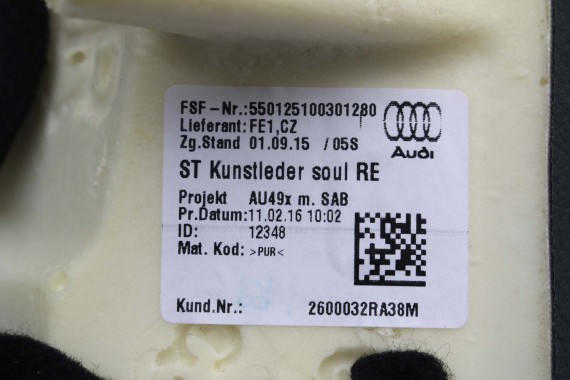 FSF-Nr.:550125100301280
Lieferant:FE1,CZ
Zg.Stand 01.09.15 /05S
Audi
ST Kunstleder soul RE
Projekt AU49x m. SAB
Pr.Datum:11.02.16 10:02
ID: 12348
Mat. Kod: >PUR<
Kund.Nr.: 2600032RA38M